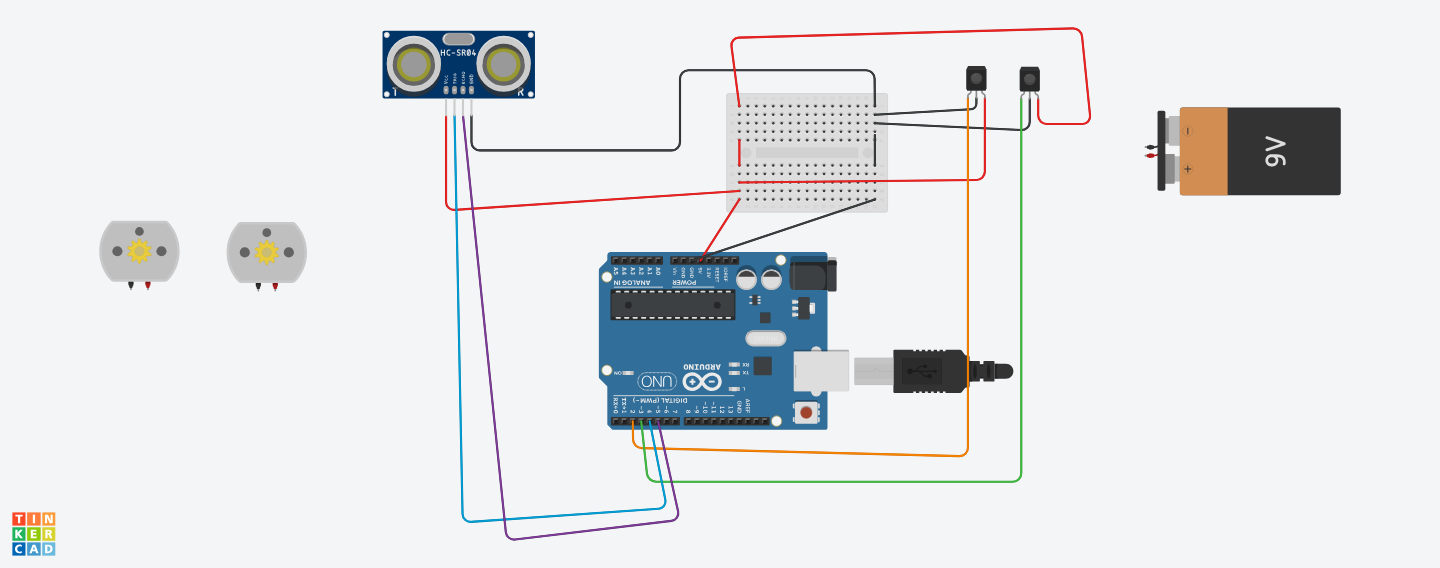 HC-SR04
VCC
TRIG
ECHO
GND
T
R
-
+
9V
A5
A4
A3
A2
A1
A0
Vin
GND
GND
5V
3.3V
RESET
IOREF
ANALOG IN
POWER
RX
TX
L
ON
ARDUINO
UNO
DIGITAL (PWM~)
RX←0
TX→1
2
~3
4
~5
~6
7
8
~9
~10
~11
12
13
GND
AREF
TIN
KER
CAD